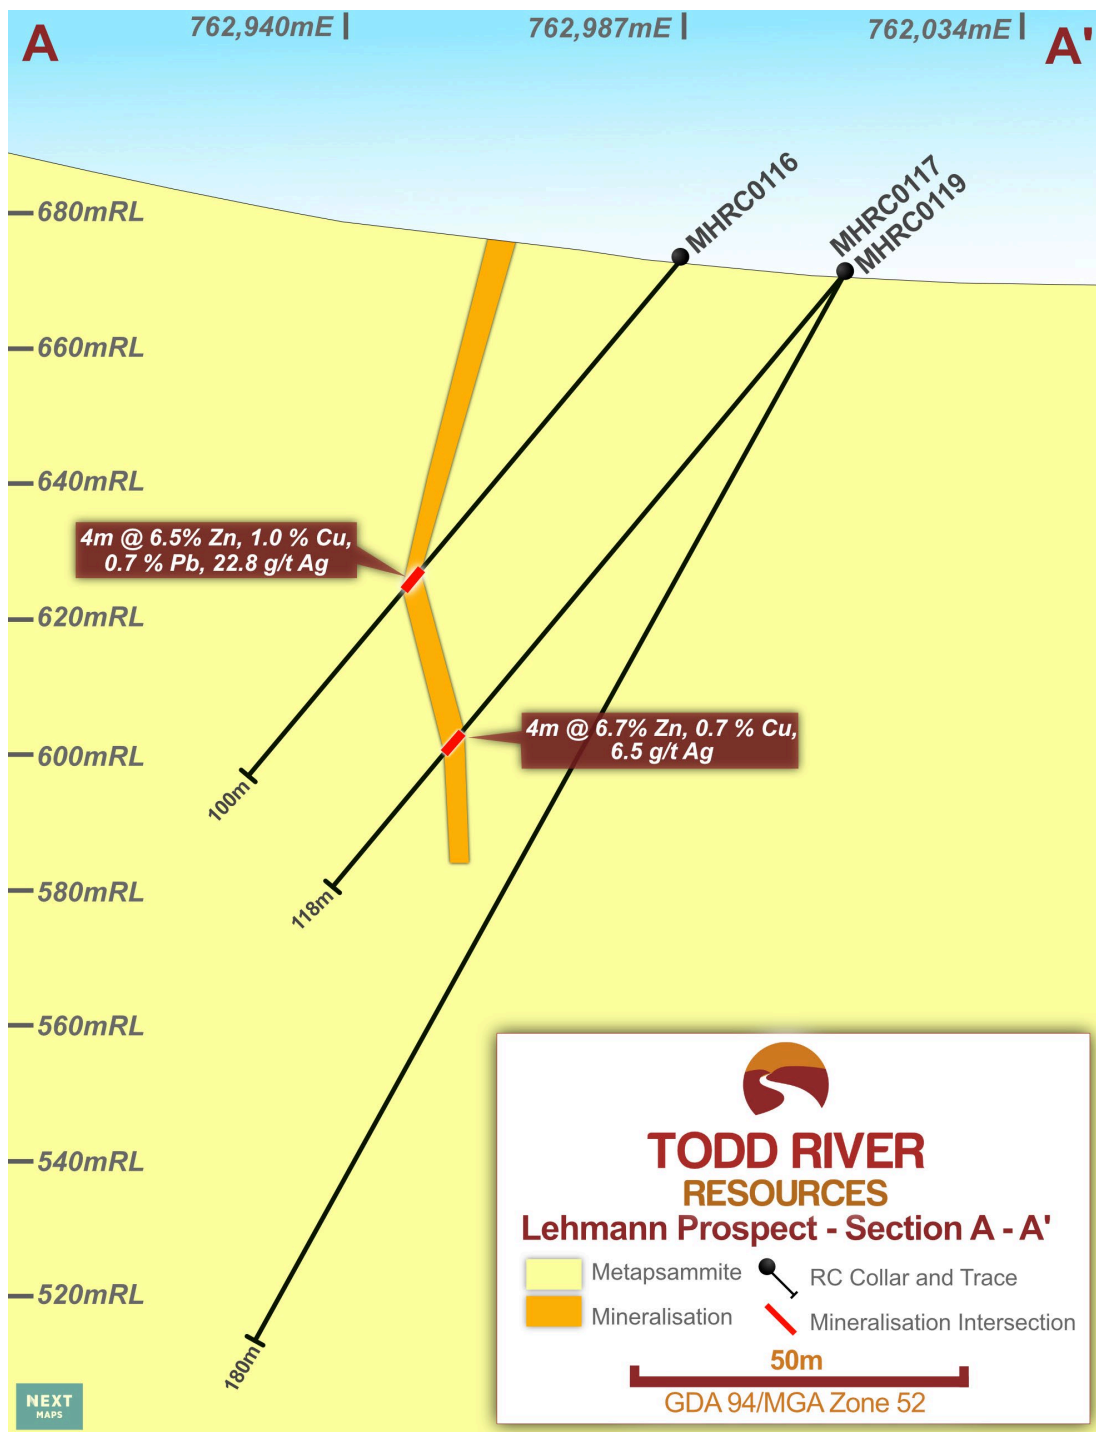 A
762,940mE
762,987mE
762,034mE
A'
MHRC0116
MHRC0117
MHRC0119
680mRL
660mRL
640mRL
4m @ 6.5% Zn, 1.0 % Cu,
0.7 % Pb, 22.8 g/t Ag
620mRL
4m @ 6.7% Zn, 0.7 % Cu,
6.5 g/t Ag
600mRL
100m
580mRL
118m
560mRL
540mRL
520mRL
180m
TODD RIVER
RESOURCES
Lehmann Prospect - Section A - A'
Metapsammite
RC Collar and Trace
Mineralisation
Mineralisation Intersection
50m
GDA 94/MGA Zone 52
NEXT
MAPS